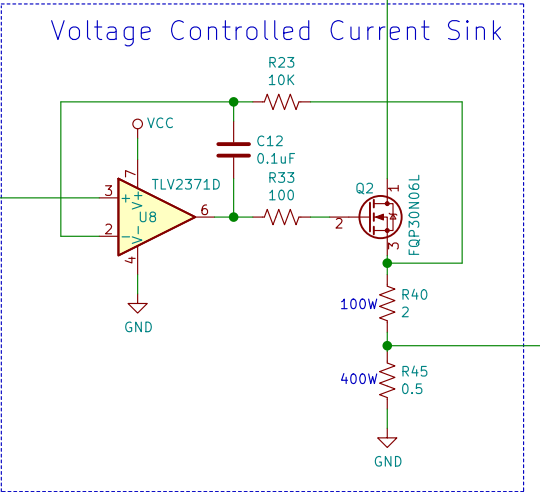 Voltage Controlled Current Sink
R23
10K
VCC
C12
0.1uF
7
TLV2371D
R33
100
Q2
1
3
+
V+
U8
6
2
-
V-
2
3
FQP30N06L
4
GND
100W
R40
2
400W
R45
0.5
GND